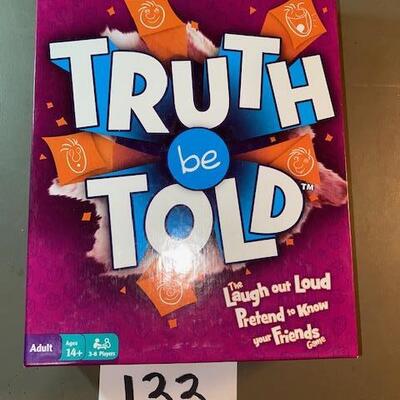 TRUTH
be
TOLD™
The
Laugh out Loud
Pretend to Know
your Friends
Game
Adult
Ages
14+
3-8 Players
133